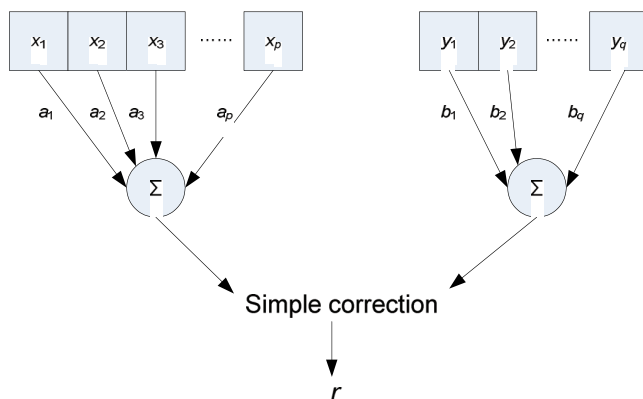 x1 x2 x3 ...... xp y1 y2 ...... yq
a1 a2 a3 ap b1 b2 bq
Σ Σ
Simple correction
r